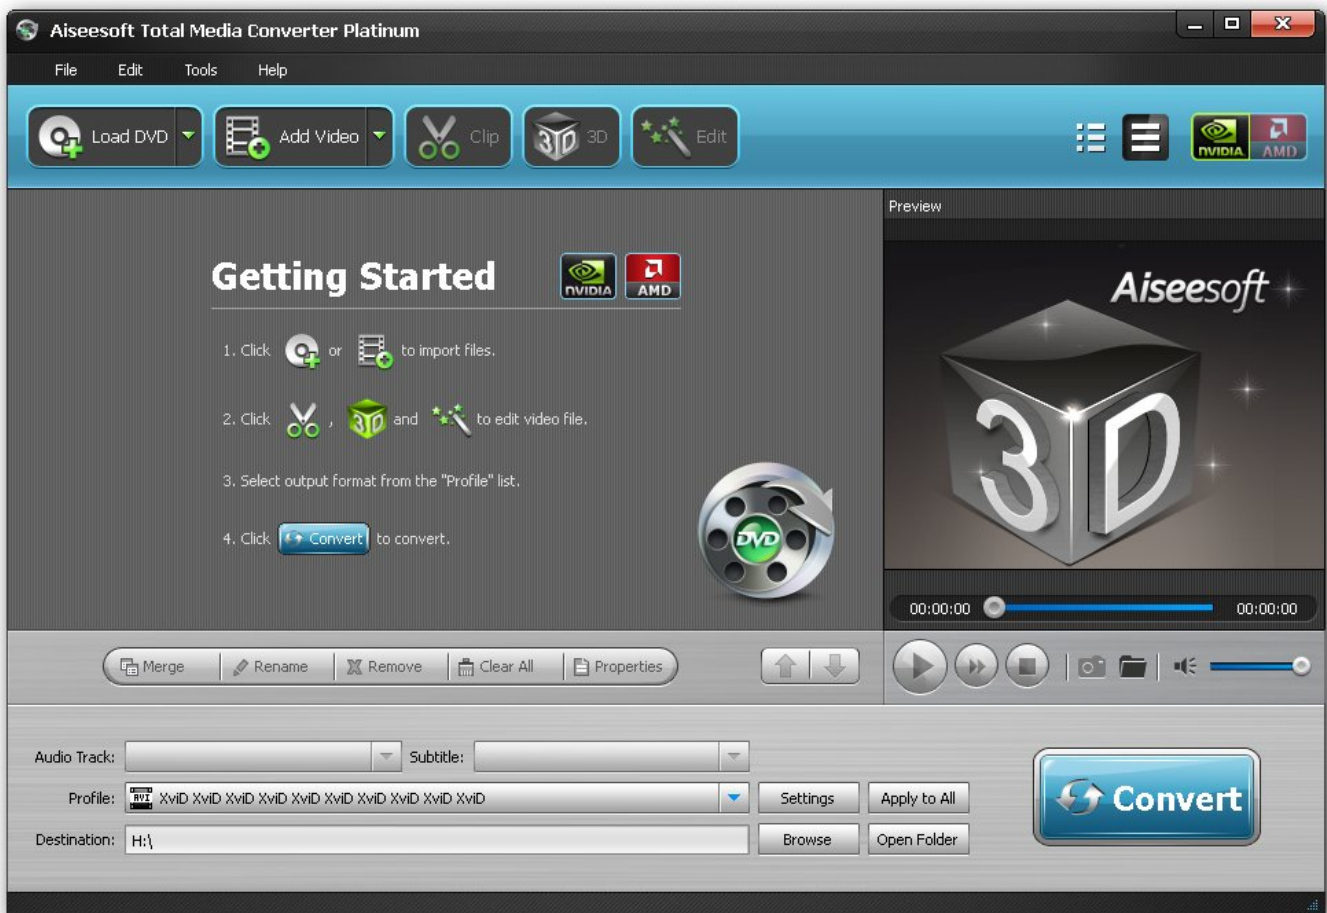 Aiseesoft Total Media Converter Platinum
File Edit Tools Help
Load DVD Add Video Clip 3D Edit NVIDIA AMD
Preview
Getting Started NVIDIA AMD
Aiseesoft
3D
1. Click or to import files.
2. Click , 3D and to edit video file.
3. Select output format from the "Profile" list.
4. Click Convert to convert.
DVD
00:00:00 00:00:00
Merge Rename Remove Clear All Properties
Audio Track: Subtitle:
Profile: AVI XviD XviD XviD XviD XviD XviD XviD XviD XviD XviD Settings Apply to All
Destination: H:\ Browse Open Folder
Convert